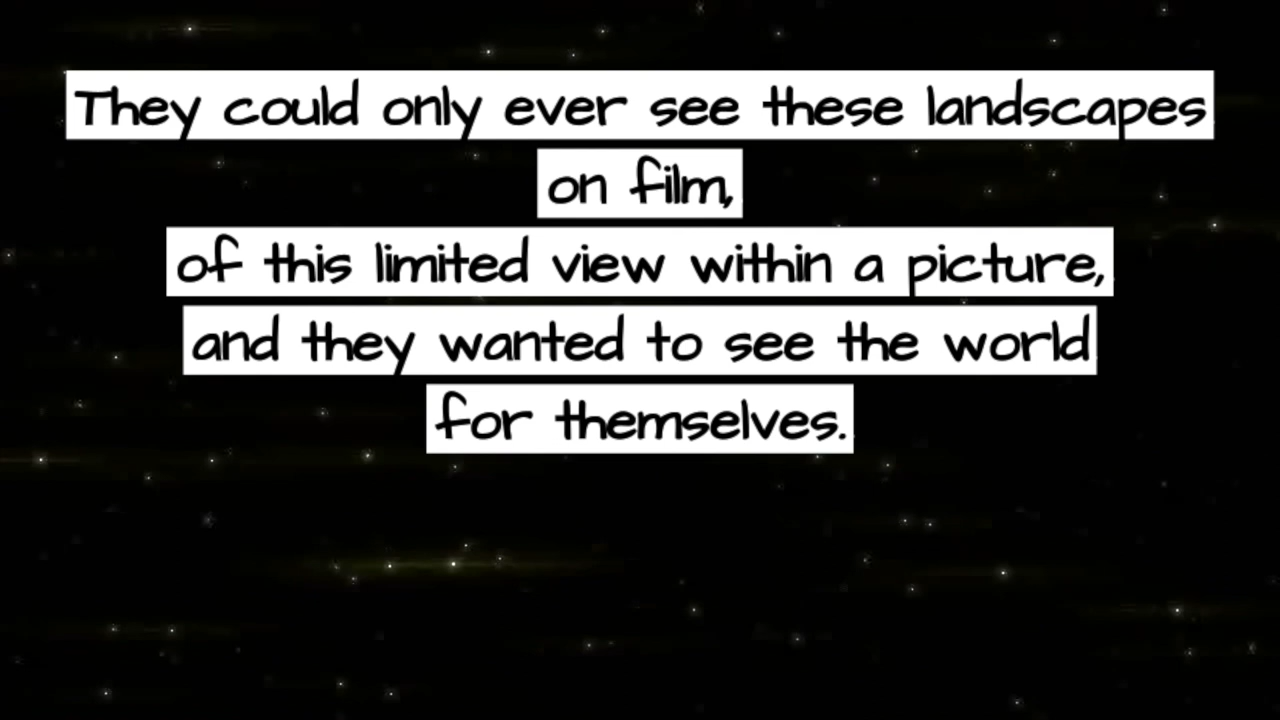 They could only ever see these landscapes
on film,
of this limited view within a picture,
and they wanted to see the world
for themselves.